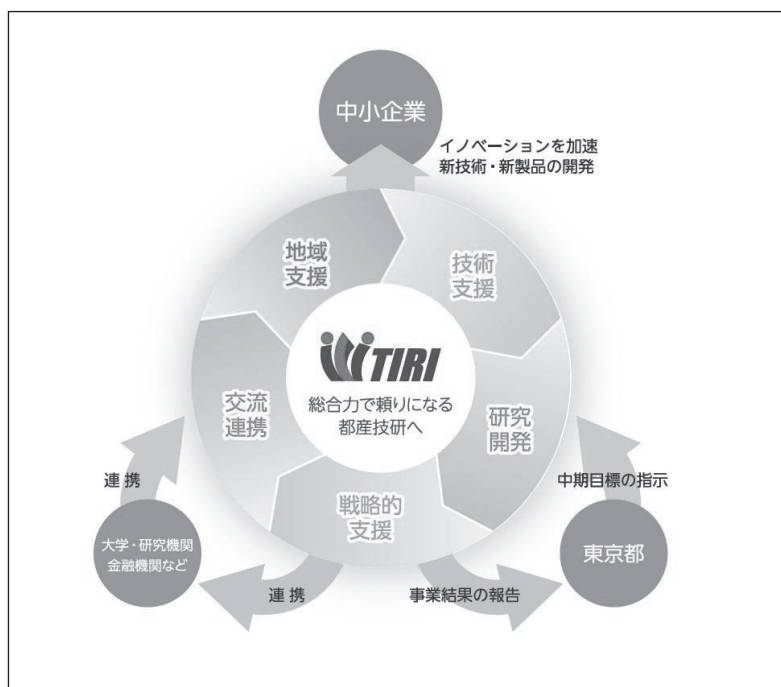 中小企業
イノベーションを加速
新技術・新製品の開発
地域
支援
技術
支援
TIRI
総合力で頼りになる
都産技研へ
交流
連携
研究
開発
戦略的
支援
連 携
中期目標の指示
大学・研究機関
金融機関など
東京都
連 携
事業結果の報告